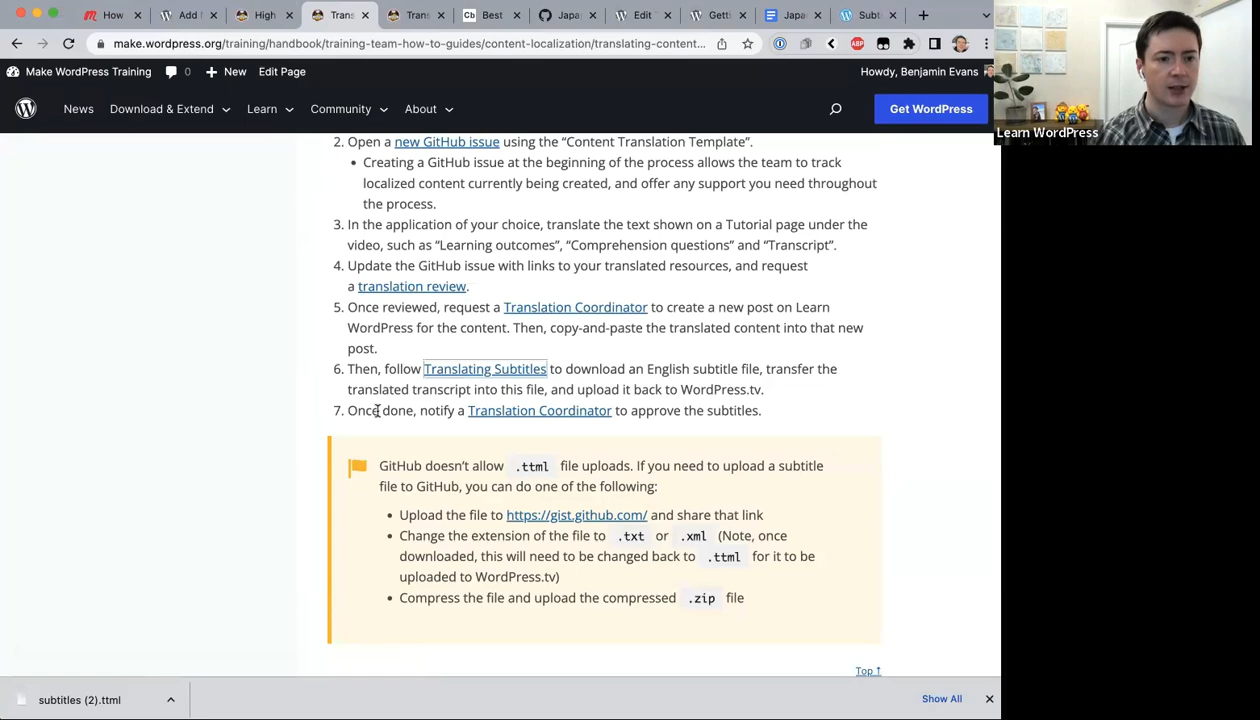 How
Add
High
Trans
Trans
Best
Japa
Edit
Getti
Japa
Subt
make.wordpress.org/training/handbook/training-team-how-to-guides/content-localization/translating-content...
Make WordPress Training
0
New
Edit Page
Howdy, Benjamin Evans
News
Download & Extend
Learn
Community
About
Get WordPress
Learn WordPress
2. Open a new GitHub issue using the “Content Translation Template”.
• Creating a GitHub issue at the beginning of the process allows the team to track
localized content currently being created, and offer any support you need throughout
the process.
3. In the application of your choice, translate the text shown on a Tutorial page under the
video, such as “Learning outcomes”, “Comprehension questions” and “Transcript”.
4. Update the GitHub issue with links to your translated resources, and request
a translation review.
5. Once reviewed, request a Translation Coordinator to create a new post on Learn
WordPress for the content. Then, copy-and-paste the translated content into that new
post.
6. Then, follow Translating Subtitles to download an English subtitle file, transfer the
translated transcript into this file, and upload it back to WordPress.tv.
7. Once done, notify a Translation Coordinator to approve the subtitles.
GitHub doesn’t allow .ttml file uploads. If you need to upload a subtitle
file to GitHub, you can do one of the following:
• Upload the file to https://gist.github.com/ and share that link
• Change the extension of the file to .txt or .xml (Note, once
downloaded, this will need to be changed back to .ttml for it to be
uploaded to WordPress.tv)
• Compress the file and upload the compressed .zip file
Top ↑
subtitles (2).ttml
Show All